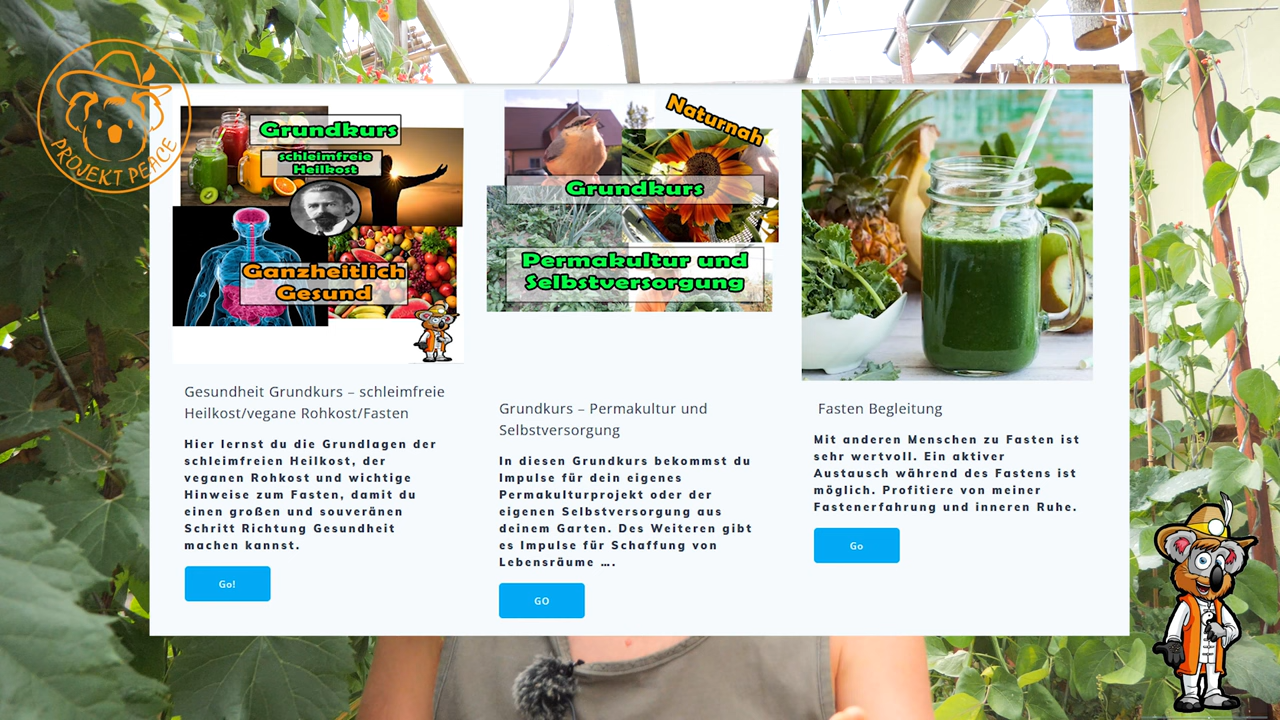 PROJEKT PEACE
Grundkurs
schleimfreie
Heilkost
Ganzheitlich
Gesund
Gesundheit Grundkurs – schleimfreie
Heilkost/vegane Rohkost/Fasten
Hier lernst du die Grundlagen der
schleimfreien Heilkost, der
veganen Rohkost und wichtige
Hinweise zum Fasten, damit du
einen großen und souveränen
Schritt Richtung Gesundheit
machen kannst.
Go!
Naturnah
Grundkurs
Permakultur und
Selbstversorgung
Grundkurs – Permakultur und
Selbstversorgung
In diesen Grundkurs bekommst du
Impulse für dein eigenes
Permakulturprojekt oder der
eigenen Selbstversorgung aus
deinem Garten. Des Weiteren gibt
es Impulse für Schaffung von
Lebensräume ….
GO
Fasten Begleitung
Mit anderen Menschen zu Fasten ist
sehr wertvoll. Ein aktiver
Austausch während des Fastens ist
möglich. Profitiere von meiner
Fastenerfahrung und inneren Ruhe.
Go